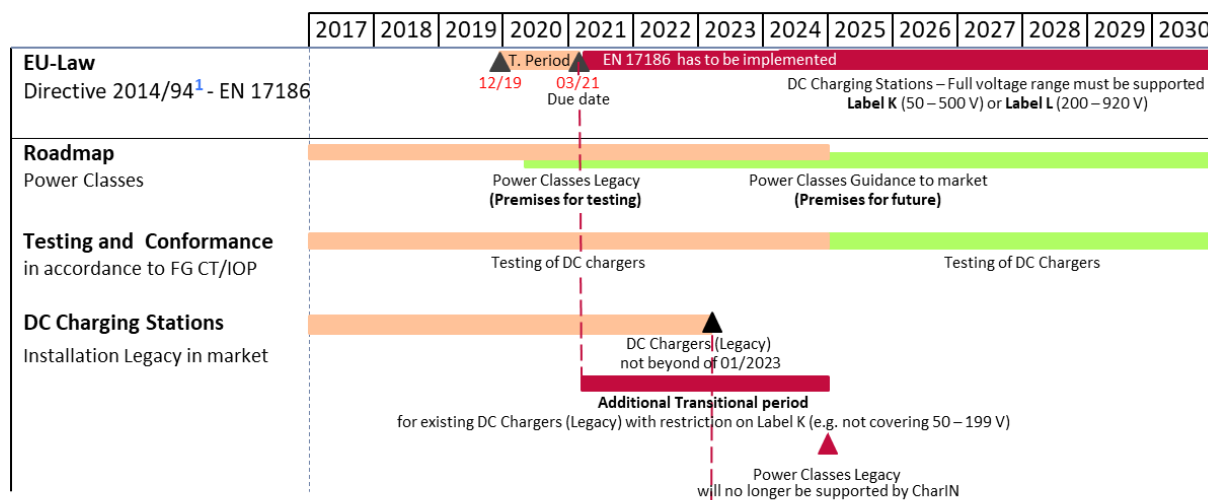 2017 2018 2019 2020 2021 2022 2023 2024 2025 2026 2027 2028 2029 2030
EU-Law
Directive 2014/94¹ - EN 17186
T. Period
EN 17186 has to be implemented
12/19
03/21
Due date
DC Charging Stations – Full voltage range must be supported
Label K (50 – 500 V) or Label L (200 – 920 V)
Roadmap
Power Classes
Power Classes Legacy
(Premises for testing)
Power Classes Guidance to market
(Premises for future)
Testing and Conformance
in accordance to FG CT/IOP
Testing of DC chargers
Testing of DC Chargers
DC Charging Stations
Installation Legacy in market
DC Chargers (Legacy)
not beyond of 01/2023
Additional Transitional period
for existing DC Chargers (Legacy) with restriction on Label K (e.g. not covering 50 – 199 V)
Power Classes Legacy
will no longer be supported by CharIN